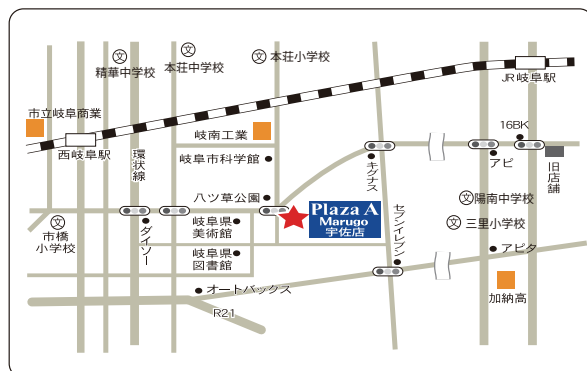 文
本荘中学校
文
本荘小学校
文
精華中学校
JR岐阜駅
市立岐阜商業
西岐阜駅
環状線
岐南工業
岐阜市科学館
16BK
キグナス
アピ
旧店舗
八ツ草公園
Plaza A
Marugo
宇佐店
文
陽南中学校
文
三里小学校
文
市橋
小学校
ダイソー
岐阜県
美術館
岐阜県
図書館
セブンイレブン
アピタ
オートバックス
加納高
R21